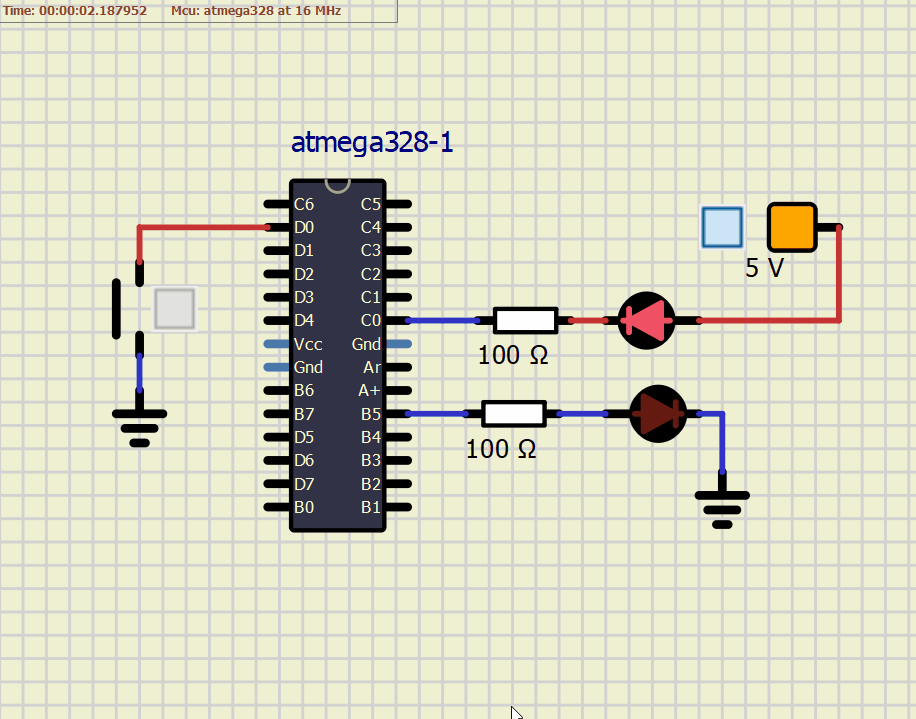 Time: 00:00:02.187952 Mcu: atmega328 at 16 MHz
atmega328-1
C6 C5
D0 C4
D1 C3
D2 C2
D3 C1
D4 C0
Vcc Gnd
Gnd Ar
B6 A+
B7 B5
D5 B4
D6 B3
D7 B2
B0 B1
5 V
100 Ω
100 Ω